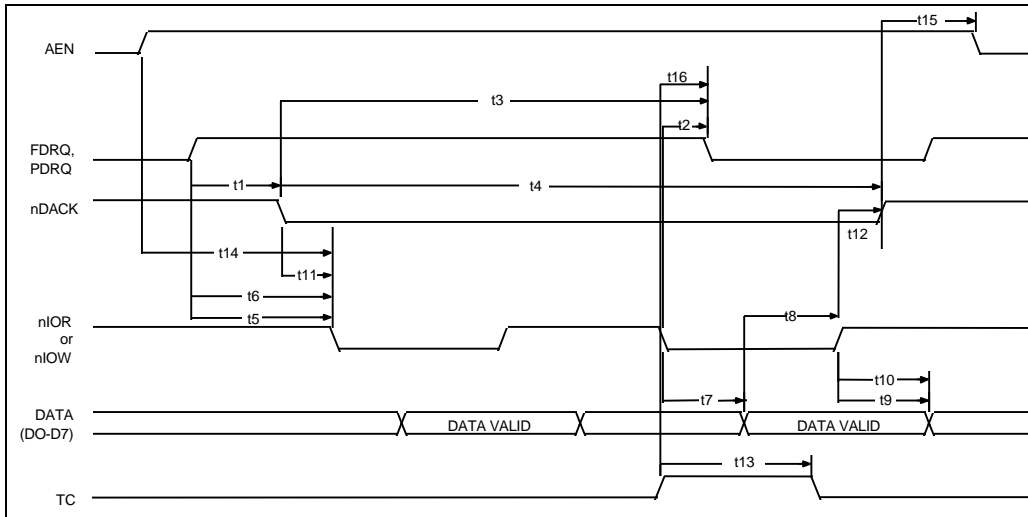 t15
AEN
t16
t3
t2
FDRQ,
PDRQ
t1
t4
nDACK
t12
t14
t11
t6
t5
t8
nIOR
or
nIOW
t10
t7
t9
DATA
(DO-D7)
DATA VALID
DATA VALID
t13
TC